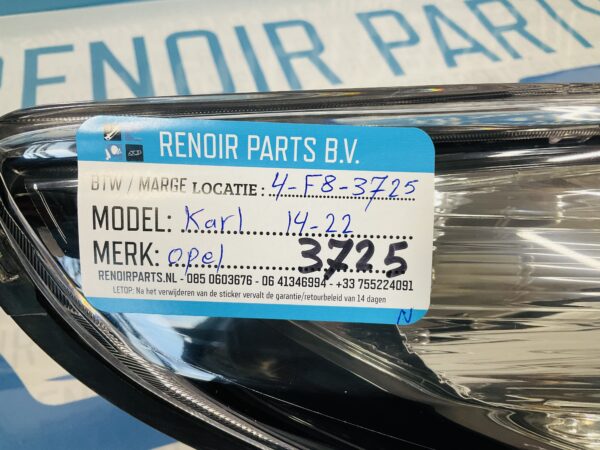 RENOIR PARTS
RENOIR PARTS B.V.
BTW / MARGE LOCATIE: 4-F8-3725
MODEL: Karl 14-22
MERK: opel 3725
RENOIRPARTS.NL - 085 0603676 - 06 41346994 - +33 755224091
LETOP: Na het verwijderen van de sticker vervalt de garantie/retourbeleid van 14 dagen
N